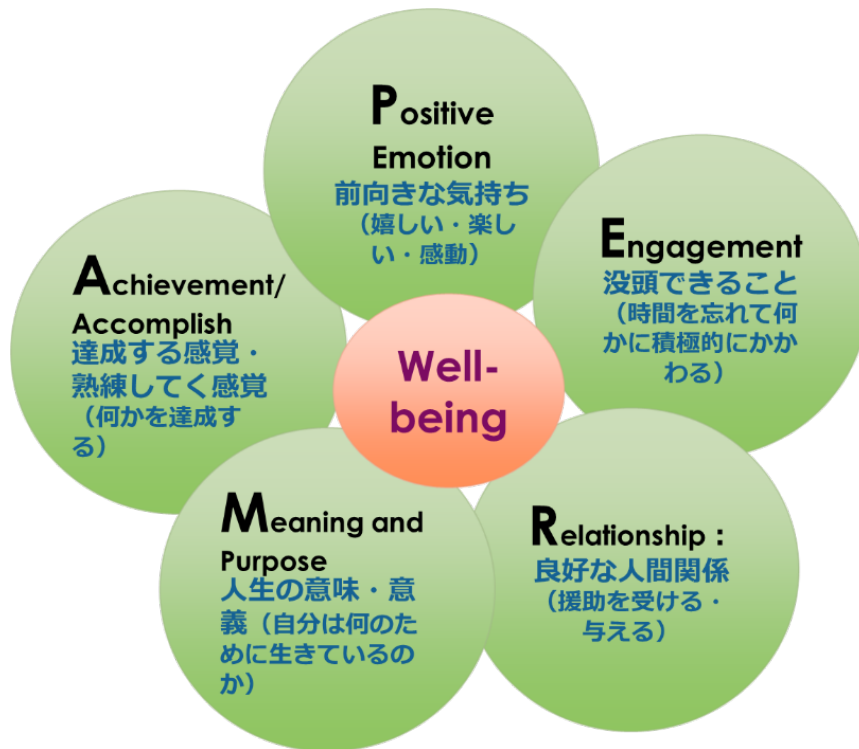 Positive
Emotion
前向きな気持ち
（嬉しい・楽し
い・感動）
Engagement
没頭できること
（時間を忘れて何
かに積極的にかか
わる）
Relationship：
良好な人間関係
（援助を受ける・
与える）
Meaning and
Purpose
人生の意味・意
義（自分は何のた
めに生きているの
か）
Achievement/
Accomplish
達成する感覚・
熟練してく感覚
（何かを達成す
る）
Well-
being